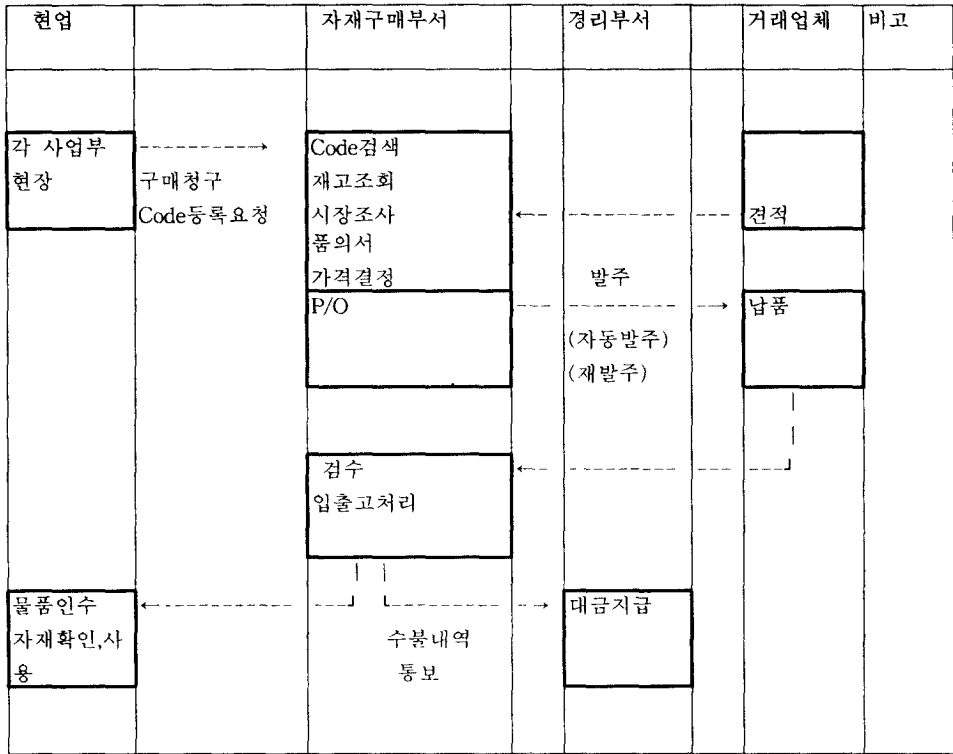 현업
자재구매부서
경리부서
거래업체
비고
각 사업부
현장
구매청구
Code등록요청
Code검색
재고조회
시장조사
품의서
가격결정
견적
P/O
발주
(자동발주)
(재발주)
납품
검수
입출고처리
물품인수
자재확인,사
용
수불내역
통보
대금지급